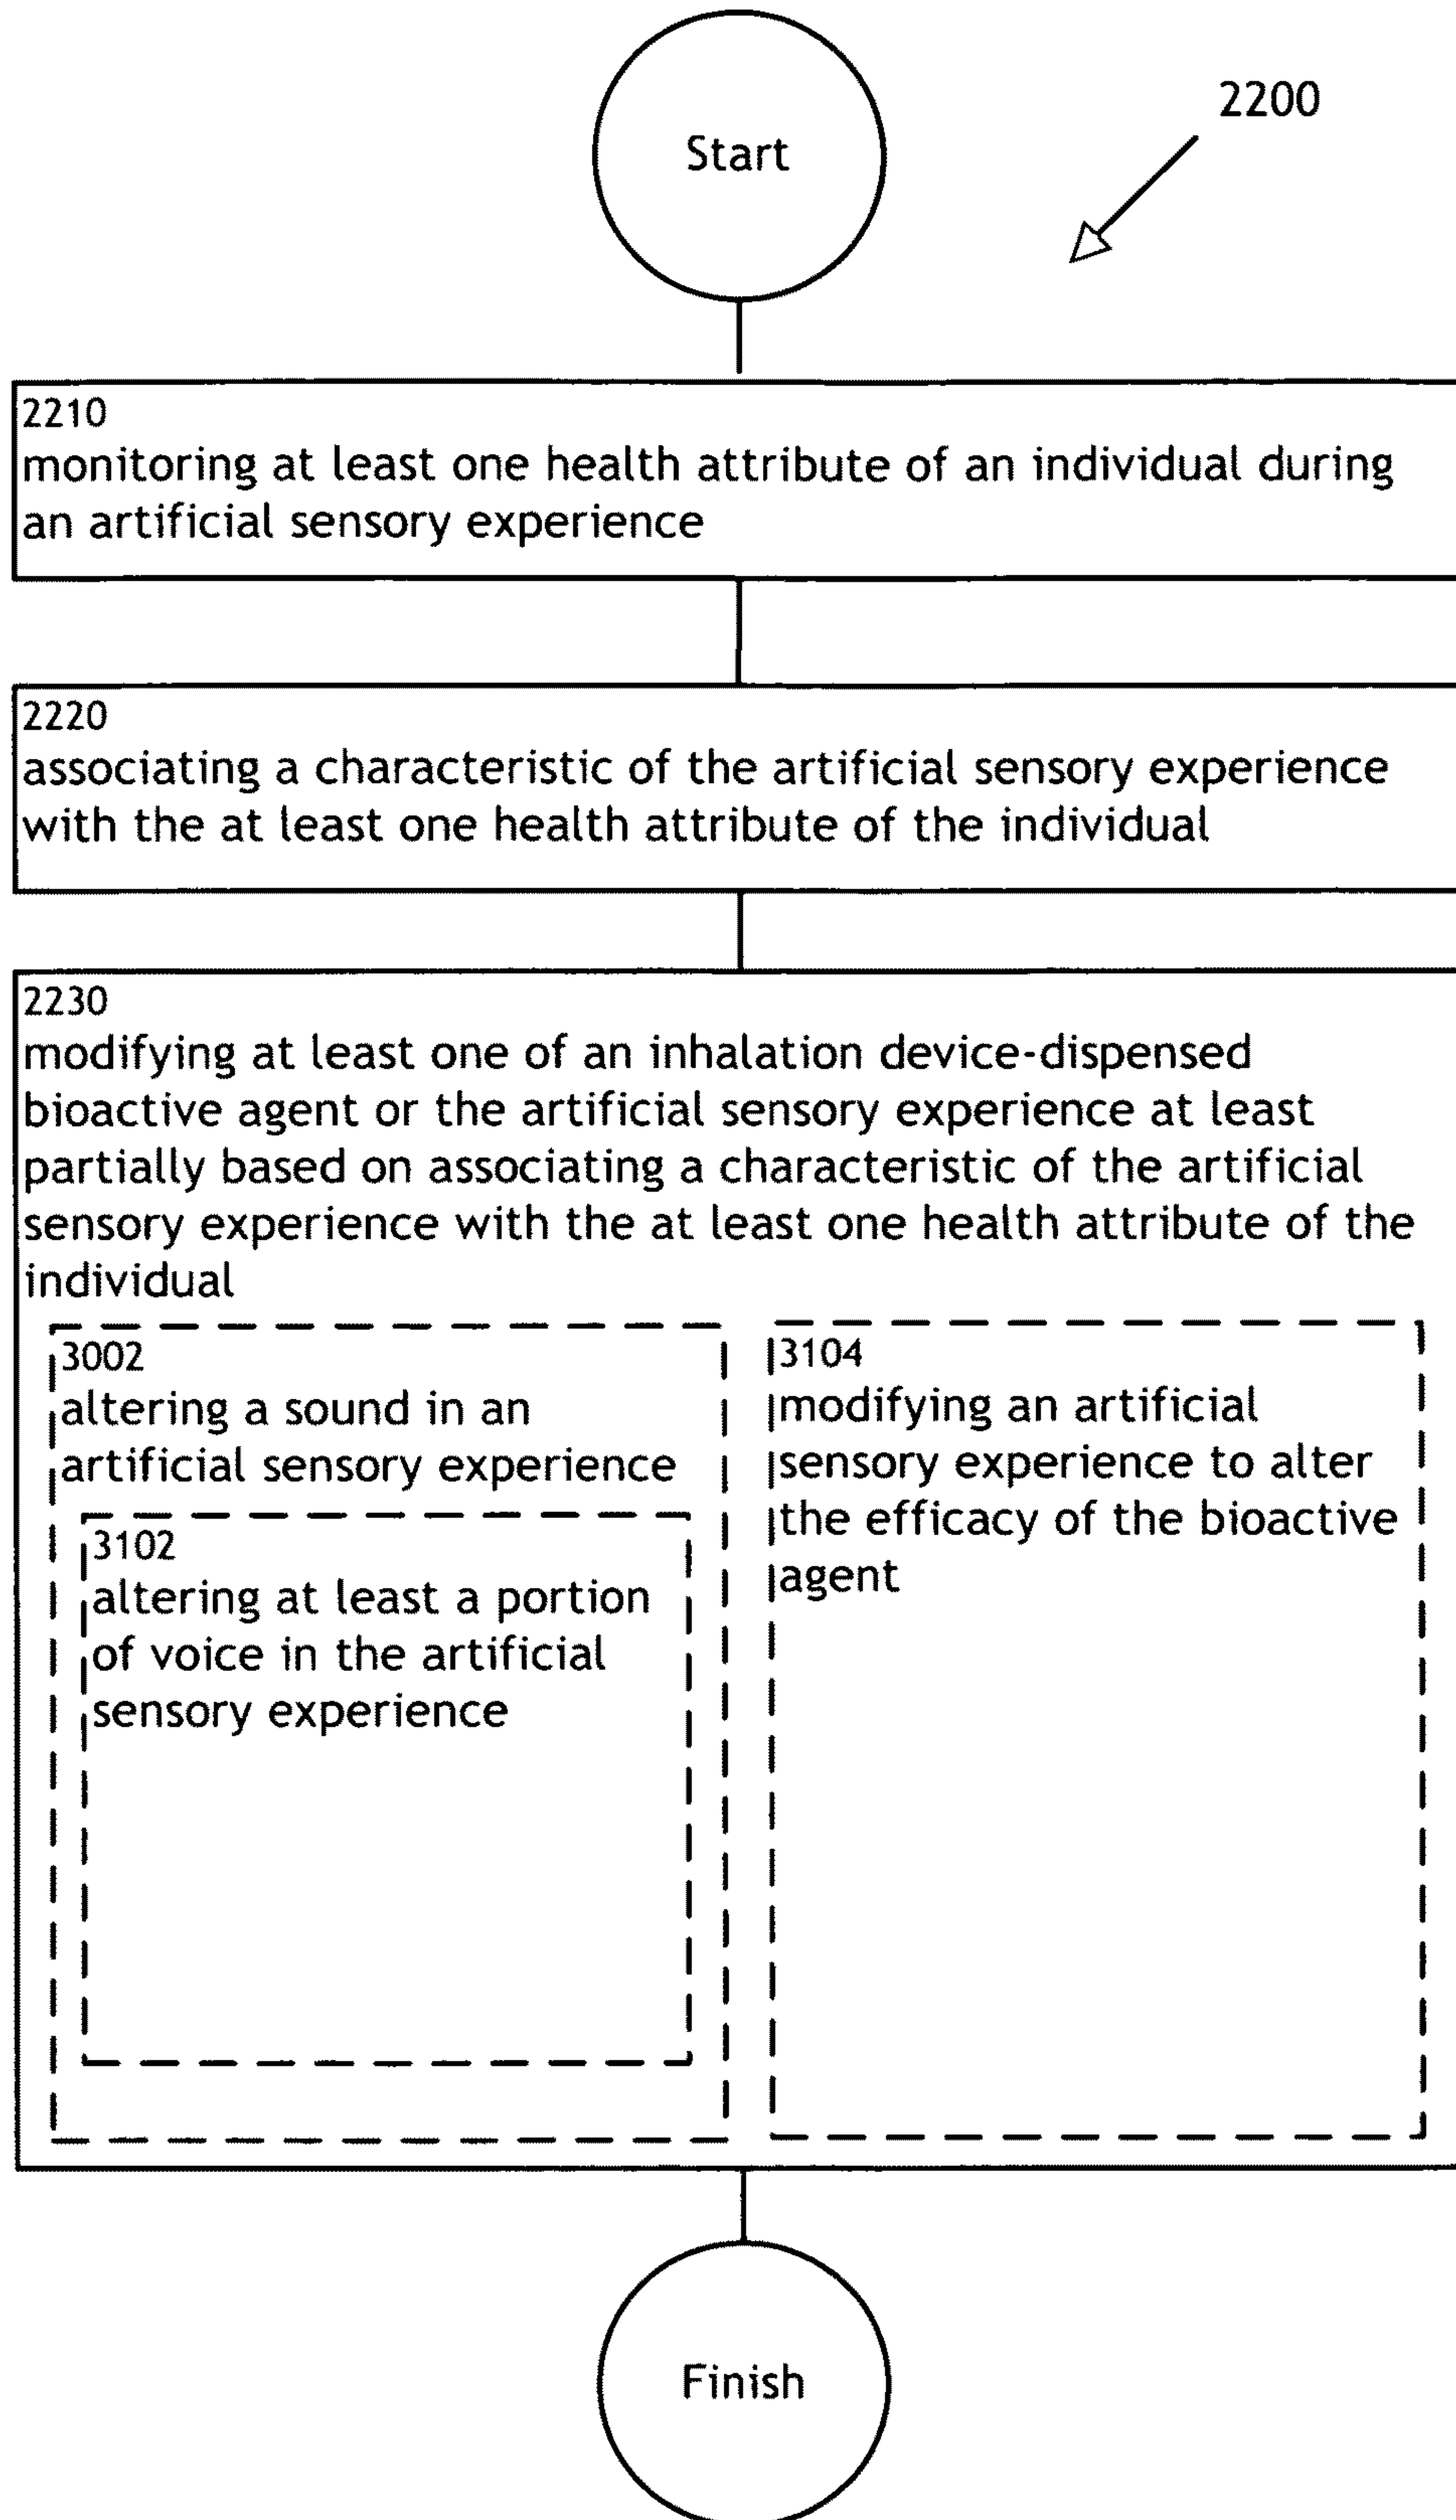 Start
2200
2210
monitoring at least one health attribute of an individual during
an artificial sensory experience
2220
associating a characteristic of the artificial sensory experience
with the at least one health attribute of the individual
2230
modifying at least one of an inhalation device-dispensed
bioactive agent or the artificial sensory experience at least
partially based on associating a characteristic of the artificial
sensory experience with the at least one health attribute of the
individual
3002
altering a sound in an
artificial sensory experience
3102
altering at least a portion
of voice in the artificial
sensory experience
3104
modifying an artificial
sensory experience to alter
the efficacy of the bioactive
agent
Finish